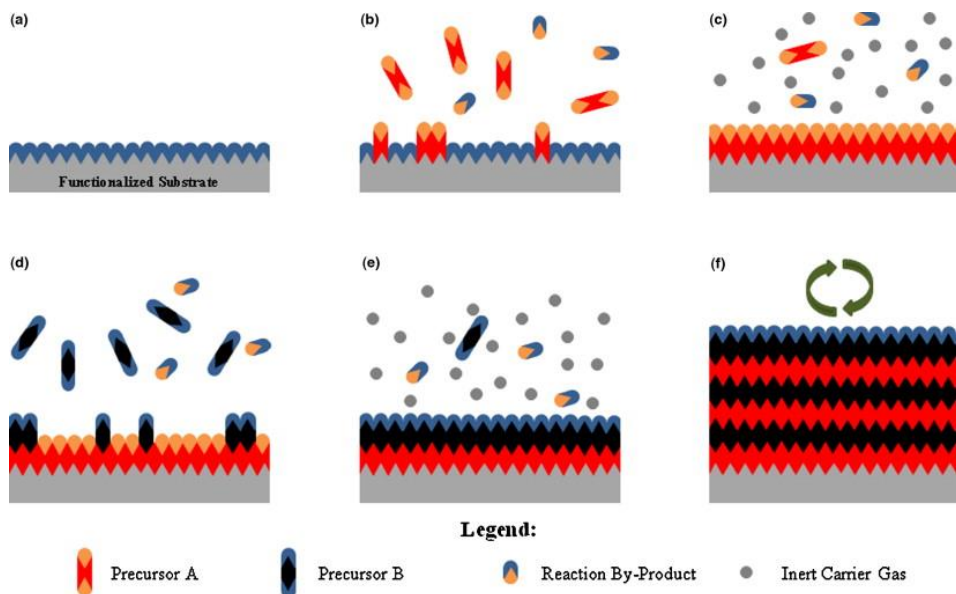 (a)
(b)
(c)
Functionalized Substrate
(d)
(e)
(f)
Legend:
Precursor A
Precursor B
Reaction By-Product
Inert Carrier Gas